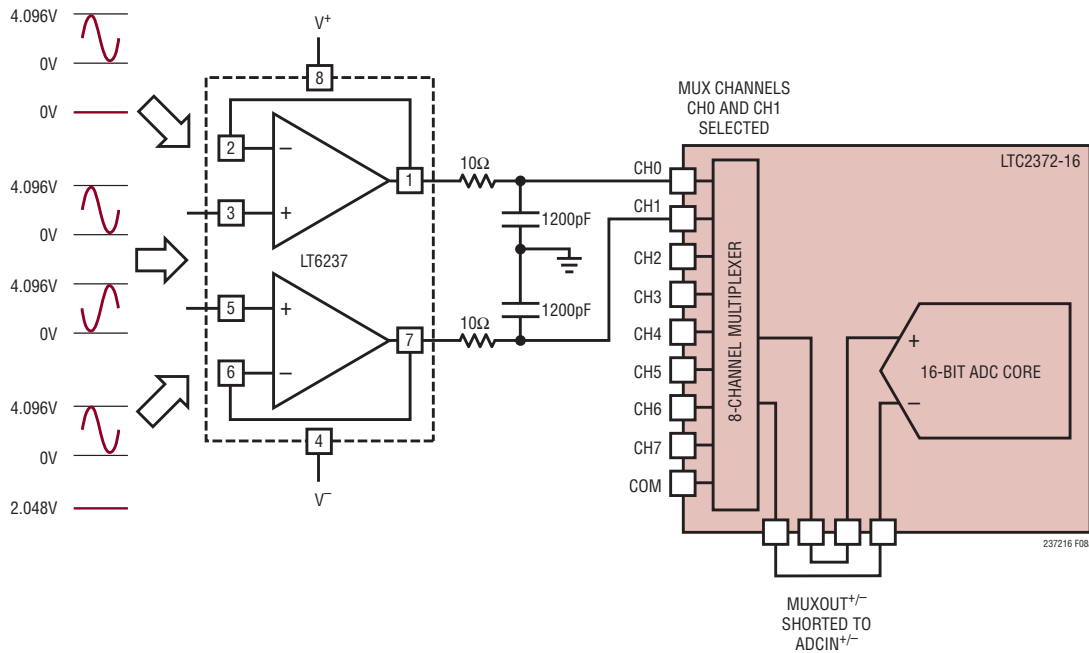 4.096V
0V
0V
4.096V
0V
4.096V
0V
4.096V
0V
2.048V
V+
8
2
−
3
+
1
LT6237
5
+
6
−
7
4
V−
10Ω
1200pF
1200pF
10Ω
MUX CHANNELS
CH0 AND CH1
SELECTED
LTC2372-16
CH0
CH1
CH2
CH3
CH4
CH5
CH6
CH7
COM
8-CHANNEL MULTIPLEXER
+
16-BIT ADC CORE
−
237216 F08
MUXOUT+/−
SHORTED TO
ADCIN+/−